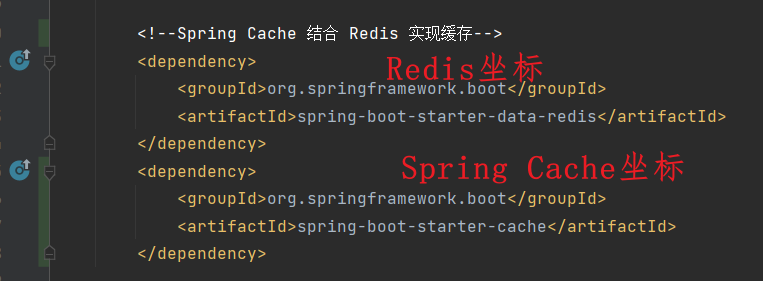 <!--Spring Cache 结合 Redis 实现缓存-->
<dependency>
Redis坐标
<groupId>org.springframework.boot</groupId>
<artifactId>spring-boot-starter-data-redis</artifactId>
</dependency>
Spring Cache坐标
<dependency>
<groupId>org.springframework.boot</groupId>
<artifactId>spring-boot-starter-cache</artifactId>
</dependency>